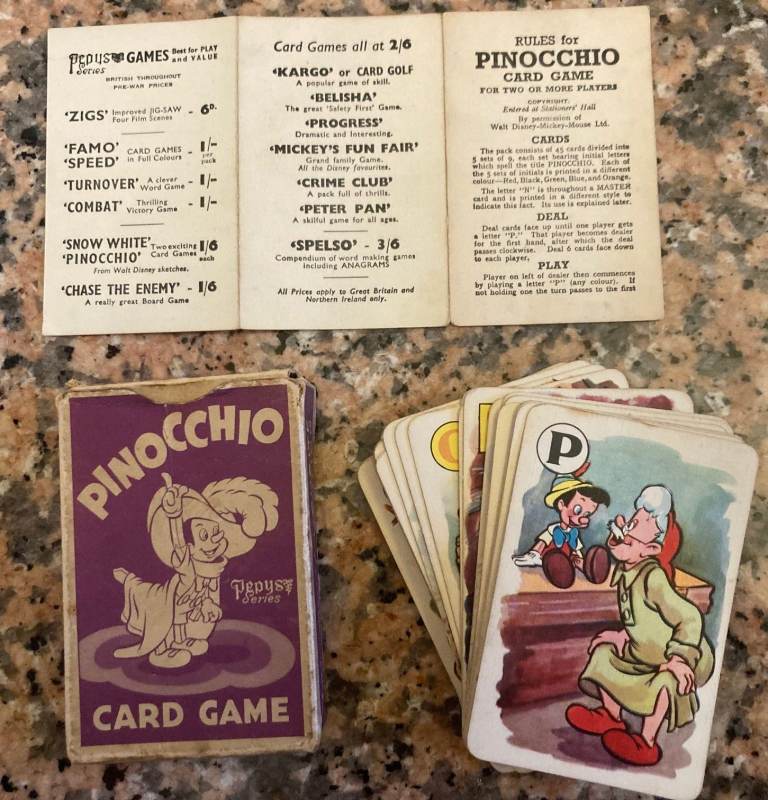 Pepys GAMES Best for PLAY
Series and VALUE
BRITISH THROUGHOUT
PRE-WAR PRICES
'ZIGS' Improved JIG-SAW Four Film Scenes - 6D.
'FAMO' CARD GAMES - 1/-
'SPEED' in Full Colours per pack
'TURNOVER' A clever Word Game - 1/-
'COMBAT' Thrilling Victory Game - 1/-
'SNOW WHITE' Two exciting 1/6
'PINOCCHIO' Card Games each
From Walt Disney sketches.
'CHASE THE ENEMY' - 1/6
A really great Board Game
Card Games all at 2/6
'KARGO' or CARD GOLF
A popular game of skill.
'BELISHA'
The great 'Safety First' Game.
'PROGRESS'
Dramatic and Interesting.
'MICKEY'S FUN FAIR'
Grand family Game.
All the Disney favourites.
'CRIME CLUB'
A pack full of thrills.
'PETER PAN'
A skilful game for all ages.
'SPELSO' - 3/6
Compendium of word making games
including ANAGRAMS
All Prices apply to Great Britain and
Northern Ireland only.
RULES for
PINOCCHIO
CARD GAME
FOR TWO OR MORE PLAYERS
COPYRIGHT.
Entered at Stationers' Hall
By permission of
Walt Disney-Mickey-Mouse Ltd.
CARDS
The pack consists of 45 cards divided into
5 sets of 9, each set bearing initial letters
which spell the title PINOCCHIO. Each of
the 5 sets of initials is printed in a different
colour—Red, Black, Green, Blue, and Orange.
The letter "N" is throughout a MASTER
card and is printed in a different style to
indicate this fact. Its use is explained later.
DEAL
Deal cards face up until one player gets
a letter "P." That player becomes dealer
for the first hand, after which the deal
passes clockwise. Deal 6 cards face down
to each player.
PLAY
Player on left of dealer then commences
by playing a letter "P" (any colour). If
not holding one the turn passes to the first
PINOCCHIO
Pepys
Series
CARD GAME
P